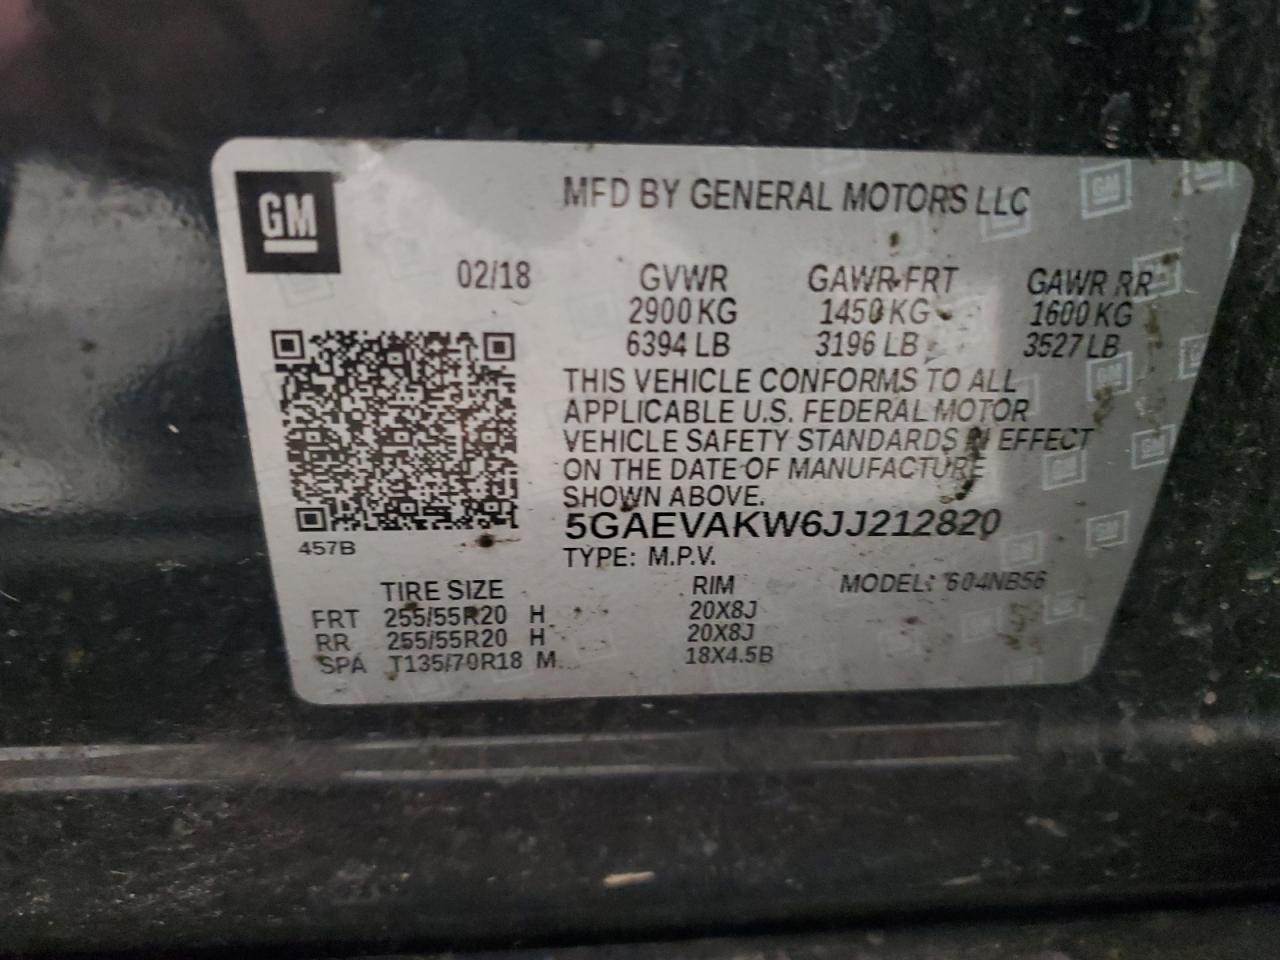 GM
MFD BY GENERAL MOTORS LLC
02/18 GVWR GAWR FRT GAWR RR
2900 KG 1450 KG 1600 KG
6394 LB 3196 LB 3527 LB
THIS VEHICLE CONFORMS TO ALL
APPLICABLE U.S. FEDERAL MOTOR
VEHICLE SAFETY STANDARDS IN EFFECT
ON THE DATE OF MANUFACTURE
SHOWN ABOVE.
5GAEVAKW6JJ212820
457B
TYPE: M.P.V.
TIRE SIZE RIM MODEL: 604NB56
FRT 255/55R20 H 20X8J
RR 255/55R20 H 20X8J
SPA T135/70R18 M 18X4.5B